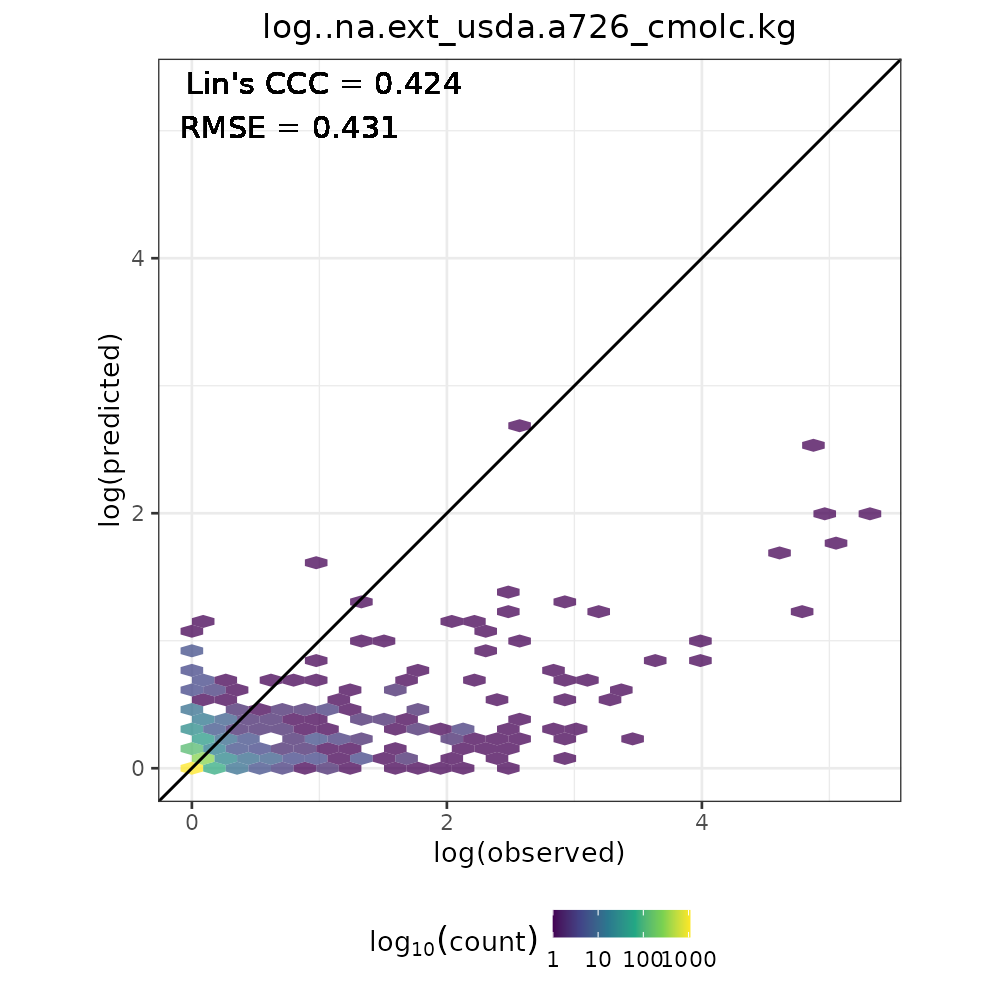 log..na.ext_usda.a726_cmolc.kg
Lin's CCC = 0.424
RMSE = 0.431
log(predicted)
4
2
0
0 2 4
log(observed)
log10(count)
1 10 100 1000